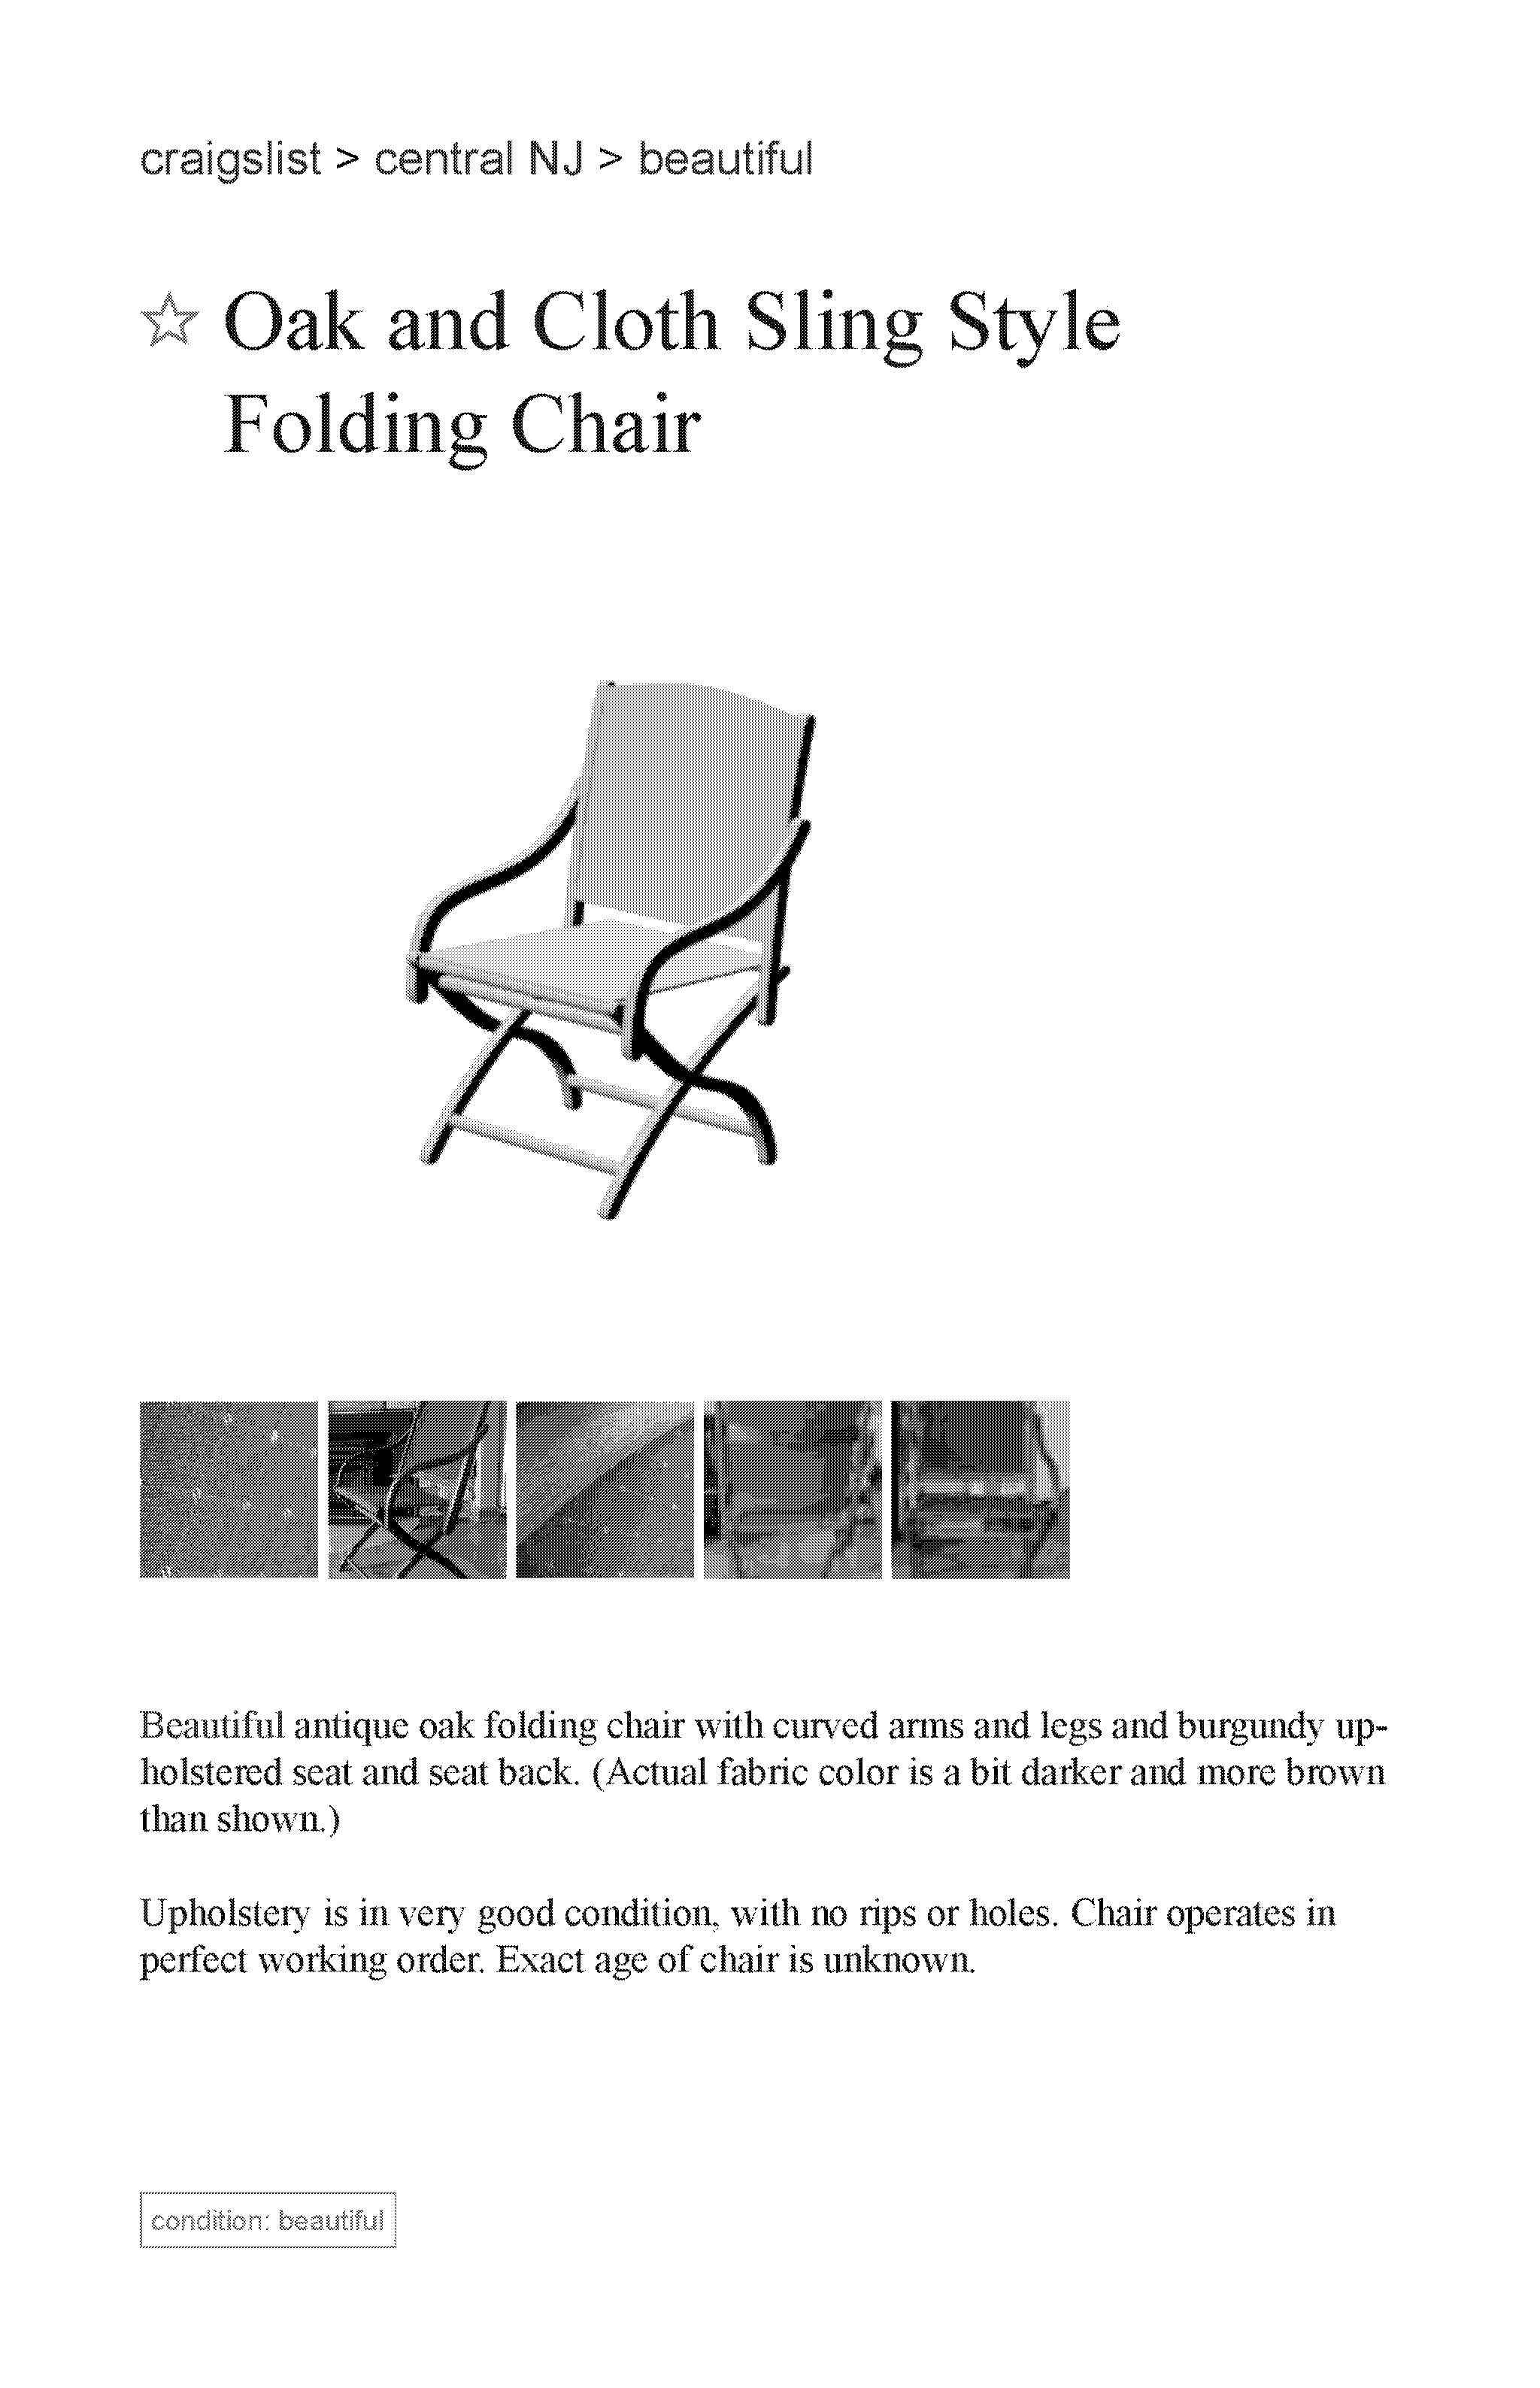 craigslist > central NJ > beautiful
☆ Oak and Cloth Sling Style
Folding Chair
Beautiful antique oak folding chair with curved arms and legs and burgundy up-
holstered seat and seat back. (Actual fabric color is a bit darker and more brown
than shown.)
Upholstery is in very good condition, with no rips or holes. Chair operates in
perfect working order. Exact age of chair is unknown.
condition: beautiful